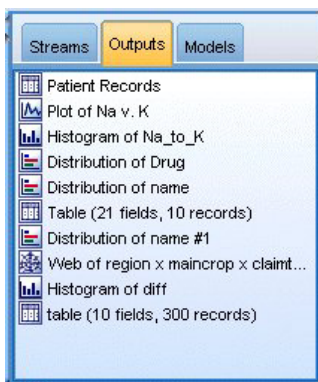 Streams Outputs Models
Patient Records
Plot of Na v. K
Histogram of Na_to_K
Distribution of Drug
Distribution of name
Table (21 fields, 10 records)
Distribution of name #1
Web of region x maincrop x claimt...
Histogram of diff
table (10 fields, 300 records)